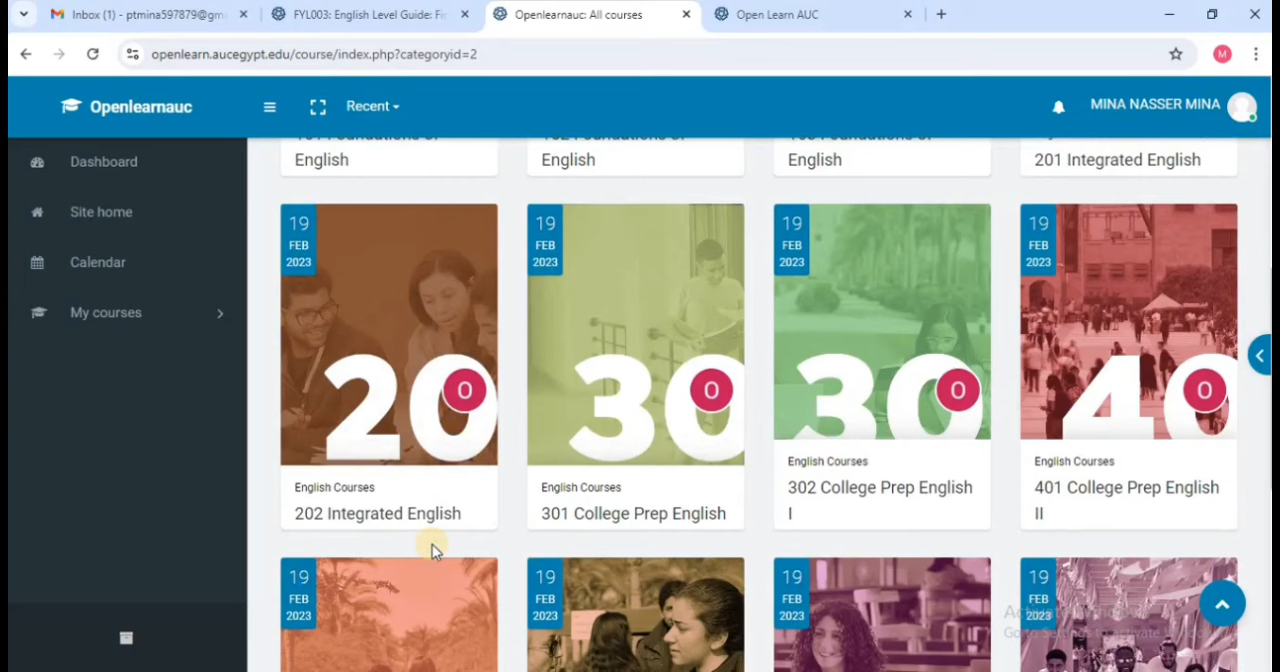 Inbox (1) - ptmina597879@gm
FYL003: English Level Guide: Fi
Openlearnauc: All courses
Open Learn AUC
openlearn.aucegypt.edu/course/index.php?categoryid=2
M
Openlearnauc
Recent
MINA NASSER MINA
Dashboard
Site home
Calendar
My courses
English
English
English
201 Integrated English
19
FEB
2023
20
0
English Courses
202 Integrated English
19
FEB
2023
30
0
English Courses
301 College Prep English
19
FEB
2023
30
0
English Courses
302 College Prep English
I
19
FEB
2023
40
0
English Courses
401 College Prep English
II
19
FEB
2023
19
FEB
2023
19
FEB
2023
19
FEB
2023